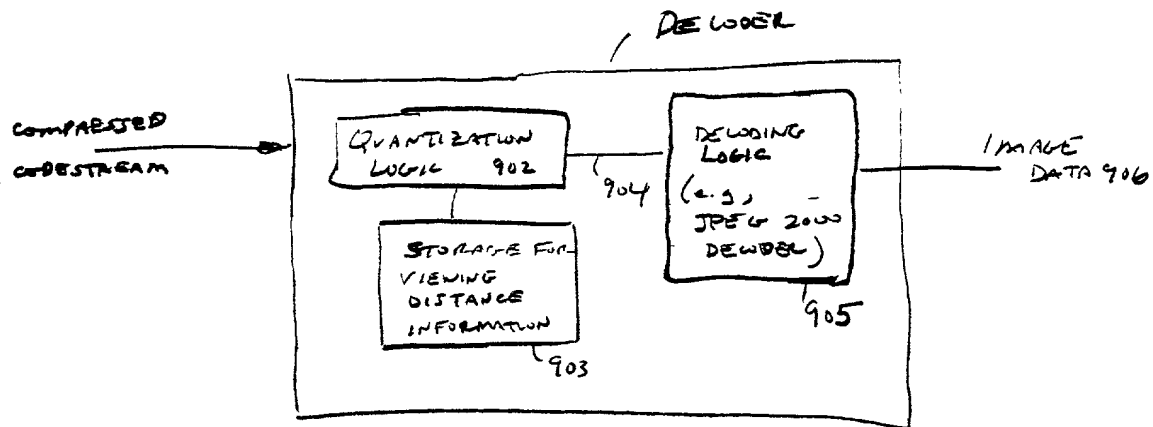 DECODER
COMPRESSED
CODESTREAM
QUANTIZATION
LOGIC 902
904
STORAGE FOR
VIEWING
DISTANCE
INFORMATION
903
DECODING
LOGIC
(e.g.,
JPEG 2000
DECODER)
905
IMAGE
DATA 906